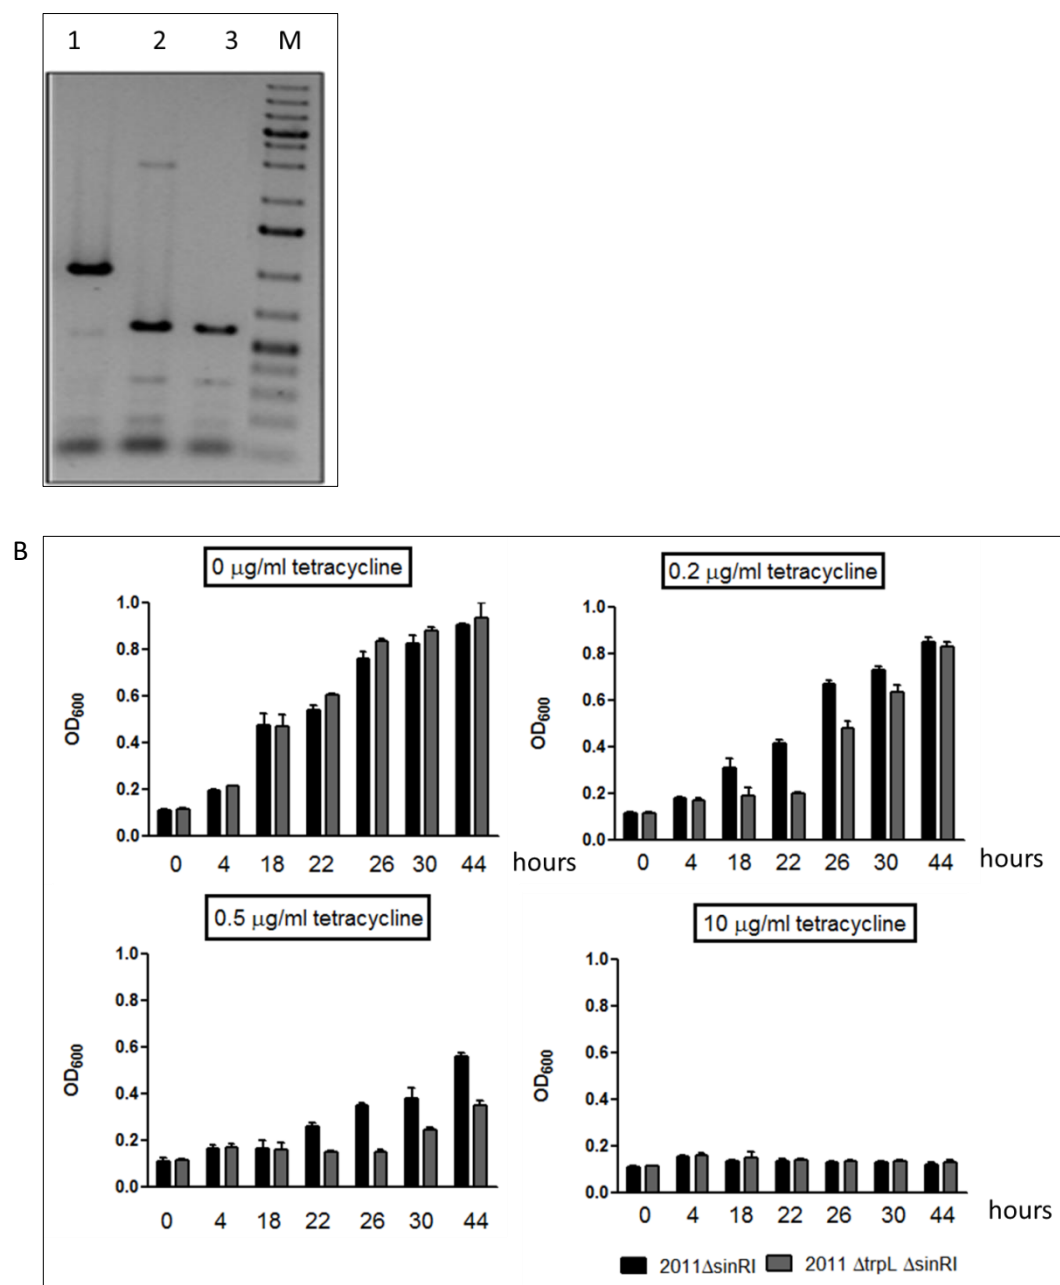 1 2 3 M
B
0 μg/ml tetracycline
1.0
0.8
0.6
0.4
0.2
0.0
OD600
0 4 18 22 26 30 44 hours
0.2 μg/ml tetracycline
1.0
0.8
0.6
0.4
0.2
0.0
OD600
0 4 18 22 26 30 44 hours
0.5 μg/ml tetracycline
1.0
0.8
0.6
0.4
0.2
0.0
OD600
0 4 18 22 26 30 44
10 μg/ml tetracycline
1.0
0.8
0.6
0.4
0.2
0.0
OD600
0 4 18 22 26 30 44 hours
2011ΔsinRI 2011 ΔtrpL ΔsinRI